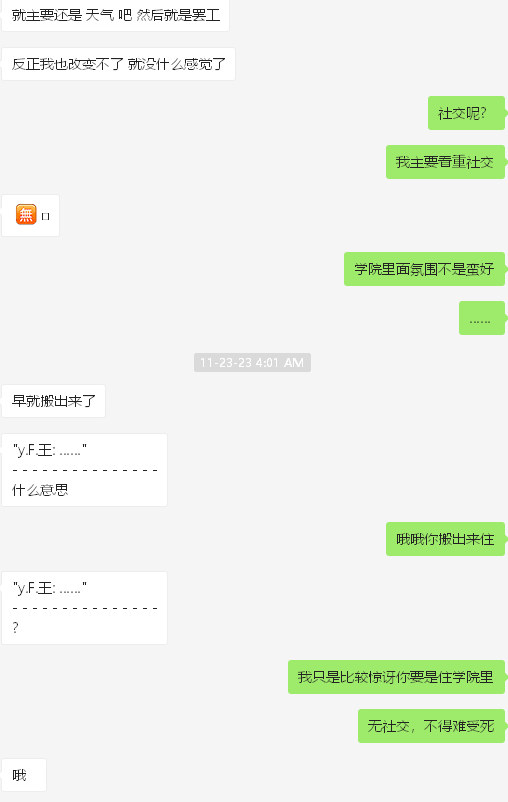 就主要还是 天气 吧 然后就是罢工
反正我也改变不了 就没什么感觉了
社交呢？
我主要看重社交
🈚️
学院里面氛围不是蛮好
……
11-23-23 4:01 AM
早就搬出来了
"y.F.王: ……"
- - - - - - - - - - - - - - -
什么意思
哦哦你搬出来住
"y.F.王: ……"
- - - - - - - - - - - - - - -
?
我只是比较惊讶你要是住学院里
无社交，不得难受死
哦